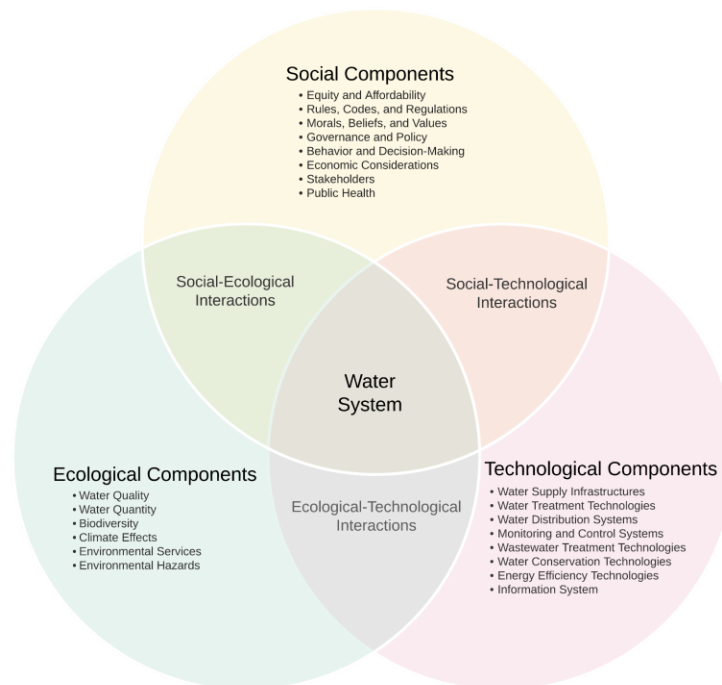 Social Components
• Equity and Affordability
• Rules, Codes, and Regulations
• Morals, Beliefs, and Values
• Governance and Policy
• Behavior and Decision-Making
• Economic Considerations
• Stakeholders
• Public Health
Social-Ecological
Interactions
Social-Technological
Interactions
Water
System
Ecological Components
• Water Quality
• Water Quantity
• Biodiversity
• Climate Effects
• Environmental Services
• Environmental Hazards
Ecological-Technological
Interactions
Technological Components
• Water Supply Infrastructures
• Water Treatment Technologies
• Water Distribution Systems
• Monitoring and Control Systems
• Wastewater Treatment Technologies
• Water Conservation Technologies
• Energy Efficiency Technologies
• Information System